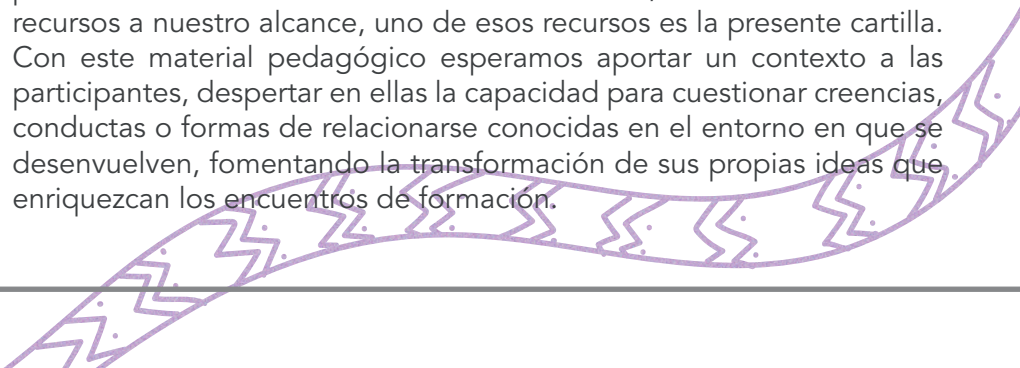 recursos a nuestro alcance, uno de esos recursos es la presente cartilla.
Con este material pedagógico esperamos aportar un contexto a las
participantes, despertar en ellas la capacidad para cuestionar creencias,
conductas o formas de relacionarse conocidas en el entorno en que se
desenvuelven, fomentando la transformación de sus propias ideas que
enriquezcan los encuentros de formación.